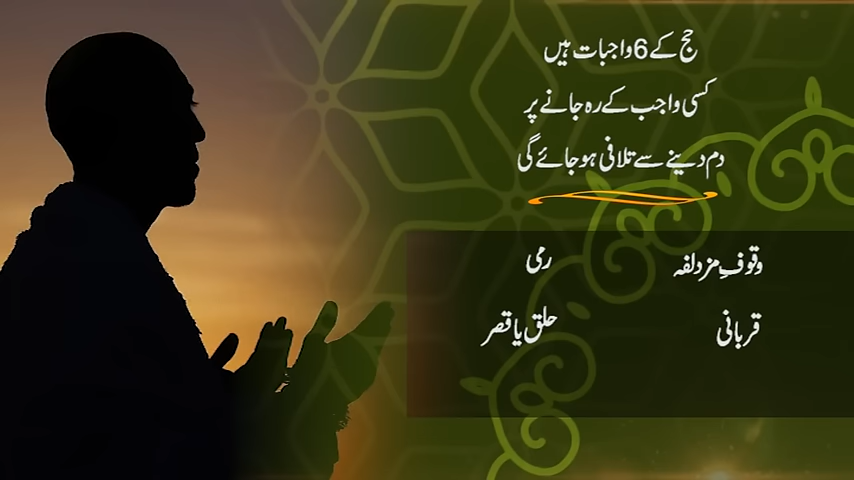 حج کے 6 واجبات ہیں
کسی واجب کے رہ جانے پر
دم دینے سے تلافی ہو جائے گی
وقوفِ مزدلفہ رمی
قربانی حلق یا قصر